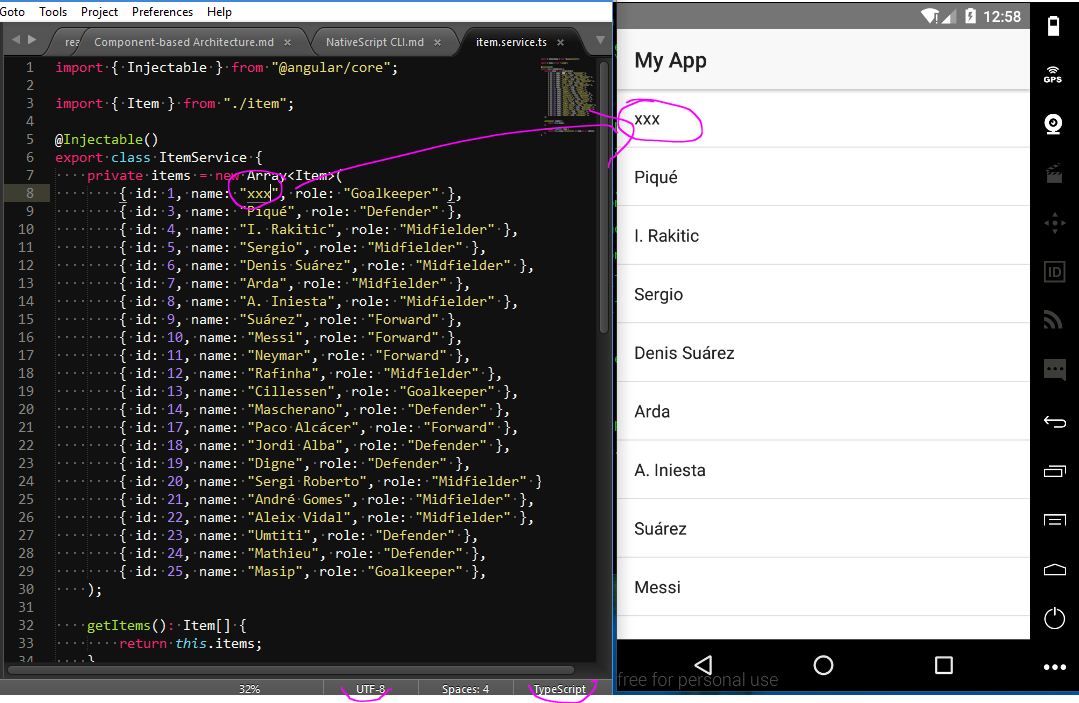 Goto Tools Project Preferences Help
rea Component-based Architecture.md × NativeScript CLI.md × item.service.ts ×
1 import { Injectable } from "@angular/core";
2
3 import { Item } from "./item";
4
5 @Injectable()
6 export class ItemService {
7 private items = new Array<Item>(
8 { id: 1, name: "xxx", role: "Goalkeeper" },
9 { id: 3, name: "Piqué", role: "Defender" },
10 { id: 4, name: "I. Rakitic", role: "Midfielder" },
11 { id: 5, name: "Sergio", role: "Midfielder" },
12 { id: 6, name: "Denis Suárez", role: "Midfielder" },
13 { id: 7, name: "Arda", role: "Midfielder" },
14 { id: 8, name: "A. Iniesta", role: "Midfielder" },
15 { id: 9, name: "Suárez", role: "Forward" },
16 { id: 10, name: "Messi", role: "Forward" },
17 { id: 11, name: "Neymar", role: "Forward" },
18 { id: 12, name: "Rafinha", role: "Midfielder" },
19 { id: 13, name: "Cillessen", role: "Goalkeeper" },
20 { id: 14, name: "Mascherano", role: "Defender" },
21 { id: 17, name: "Paco Alcácer", role: "Forward" },
22 { id: 18, name: "Jordi Alba", role: "Defender" },
23 { id: 19, name: "Digne", role: "Defender" },
24 { id: 20, name: "Sergi Roberto", role: "Midfielder" }
25 { id: 21, name: "André Gomes", role: "Midfielder" },
26 { id: 22, name: "Aleix Vidal", role: "Midfielder" },
27 { id: 23, name: "Umtiti", role: "Defender" },
28 { id: 24, name: "Mathieu", role: "Defender" },
29 { id: 25, name: "Masip", role: "Goalkeeper" },
30 );
31
32 getItems(): Item[] {
33 return this.items;
34 }
32% UTF-8 Spaces: 4 TypeScript
12:58
My App
xxx
Piqué
I. Rakitic
Sergio
Denis Suárez
Arda
A. Iniesta
Suárez
Messi
free for personal use
GPS
ID